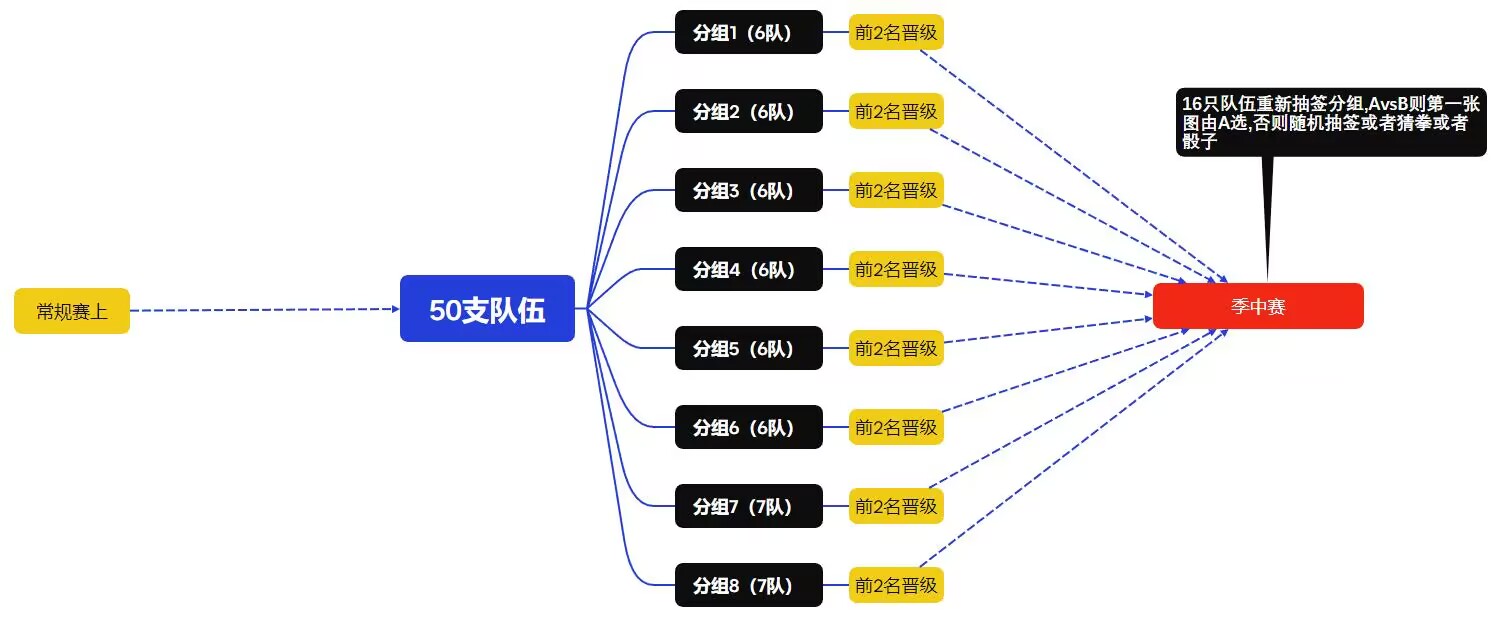 常规赛上
50支队伍
分组1（6队）
前2名晋级
分组2（6队）
前2名晋级
分组3（6队）
前2名晋级
分组4（6队）
前2名晋级
分组5（6队）
前2名晋级
分组6（6队）
前2名晋级
分组7（7队）
前2名晋级
分组8（7队）
前2名晋级
16只队伍重新抽签分组,AvsB则第一张
图由A选,否则随机抽签或者猜拳或者
骰子
季中赛